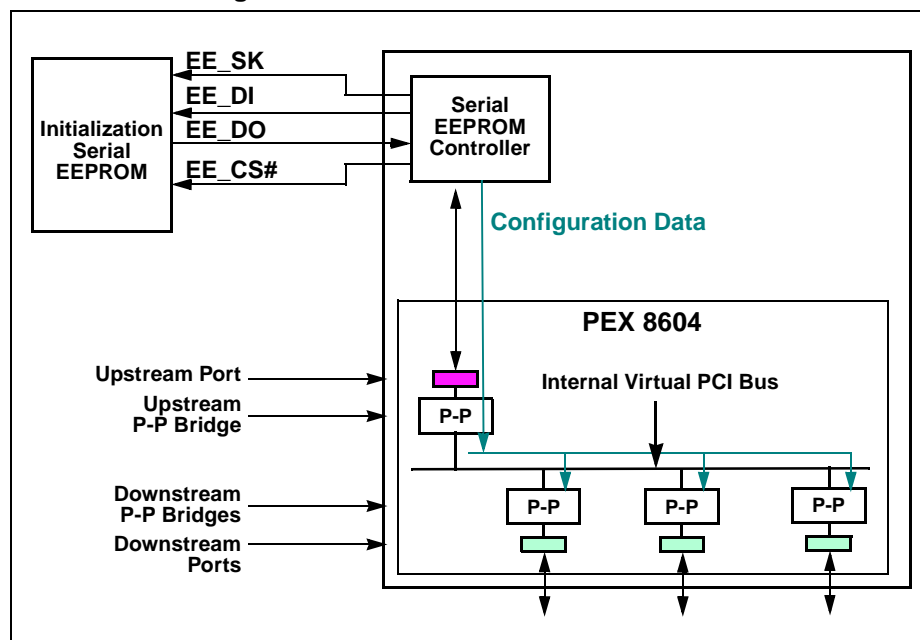 EE_SK
EE_DI
EE_DO
EE_CS#
Initialization
Serial
EEPROM
Serial
EEPROM
Controller
Configuration Data
PEX 8604
Upstream Port
Upstream
P-P Bridge
P-P
Internal Virtual PCI Bus
Downstream
P-P Bridges
P-P
P-P
P-P
Downstream
Ports